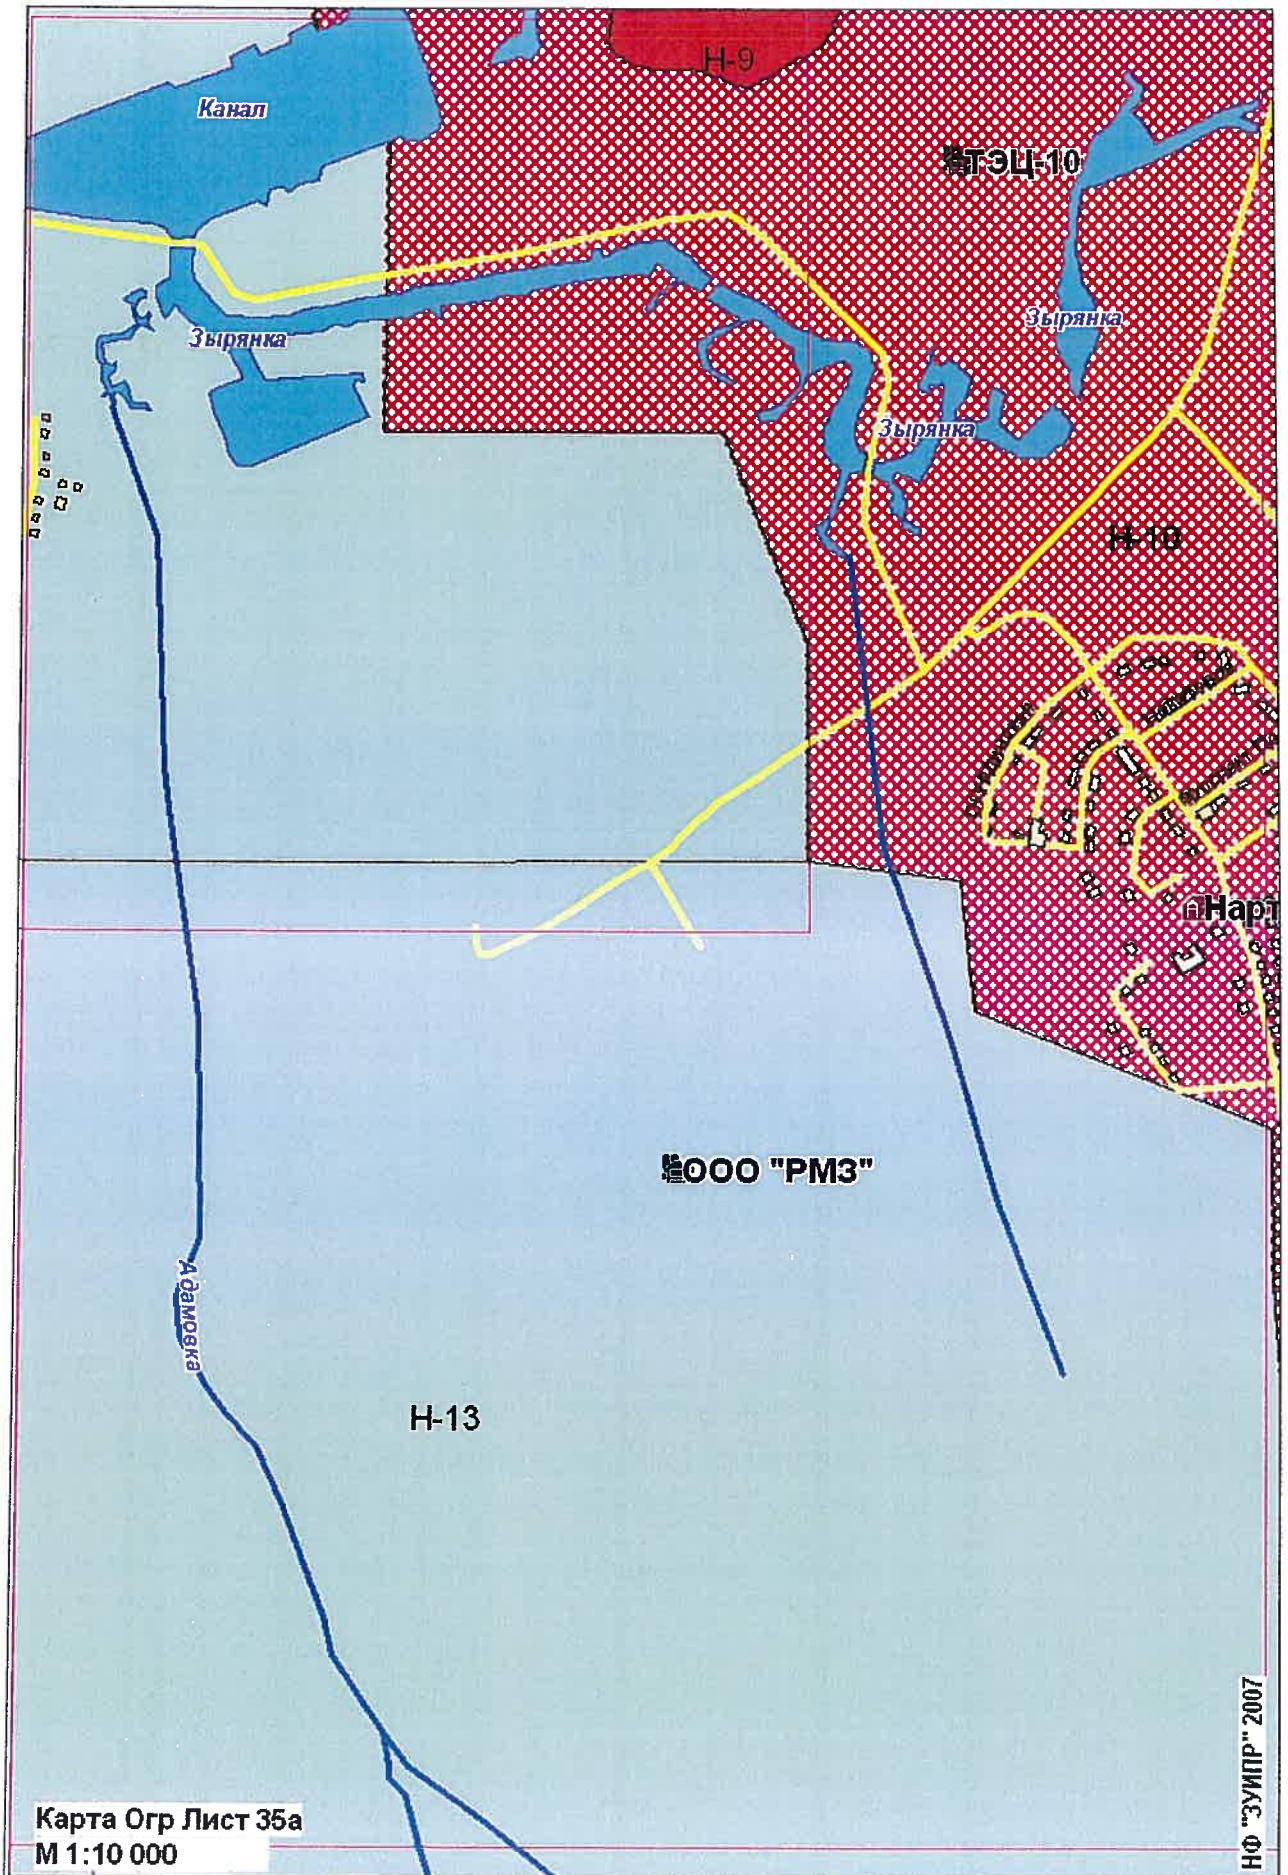 Н-9
Канал
ТЭЦ-10
Зырянка
Зырянка
Зырянка
Н-10
Нарт
ООО "РМЗ"
Адамовка
Н-13
НФ "ЗУИПР" 2007
Карта Огр Лист 35а
М 1:10 000